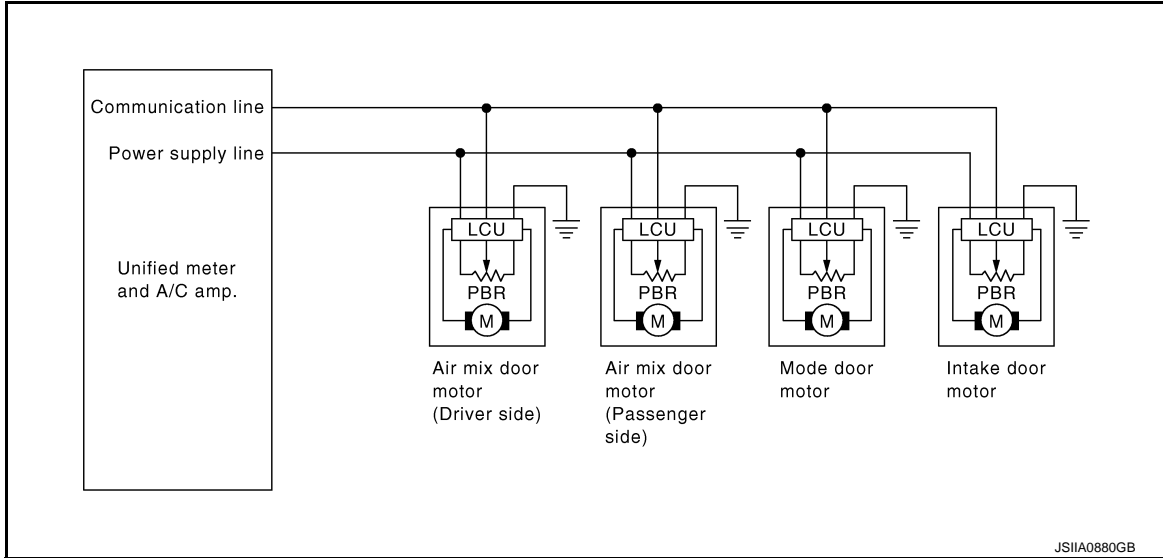 Communication line
Power supply line
Unified meter
and A/C amp.
LCU
PBR
M
Air mix door
motor
(Driver side)
LCU
PBR
M
Air mix door
motor
(Passenger
side)
LCU
PBR
M
Mode door
motor
LCU
PBR
M
Intake door
motor
JSIIA0880GB